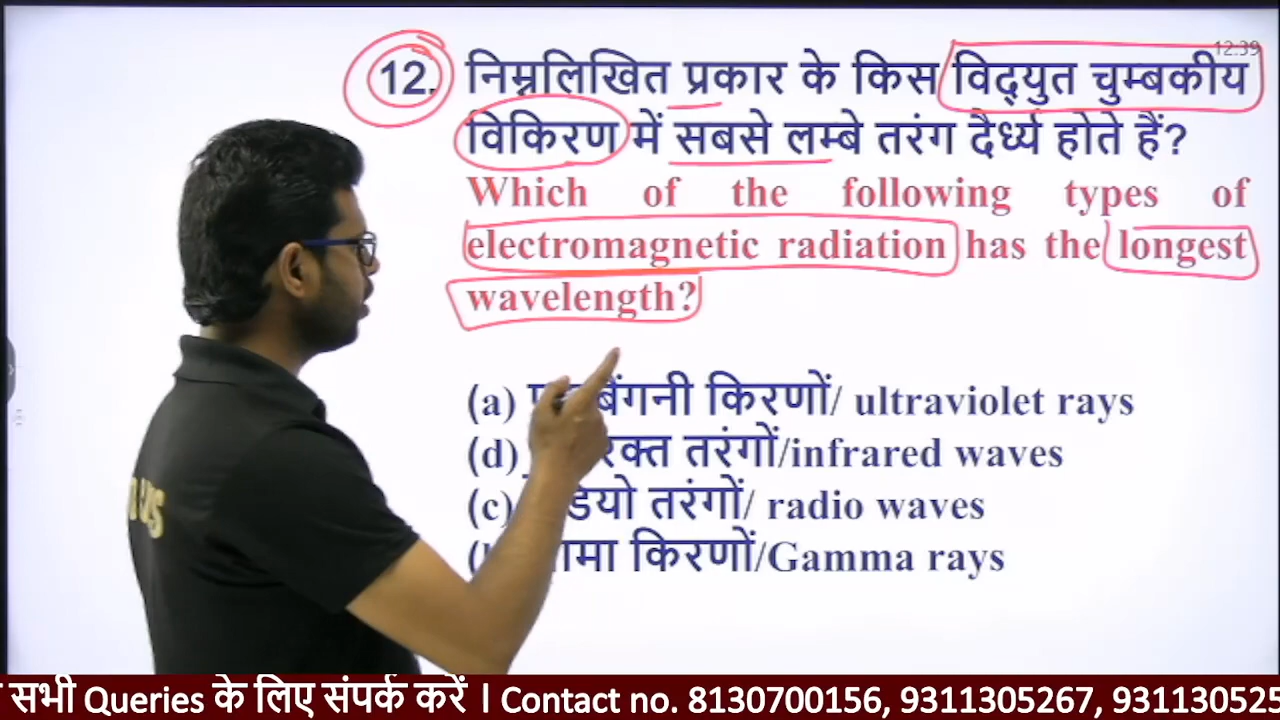 12:39
12. निम्नलिखित प्रकार के किस विद्युत चुम्बकीय
विकिरण में सबसे लम्बे तरंग दैर्ध्य होते हैं?
Which of the following types of
electromagnetic radiation has the longest
wavelength?
(a) बैंगनी किरणों/ ultraviolet rays
(d) रक्त तरंगों/infrared waves
(c) डियो तरंगों/ radio waves
( ामा किरणों/Gamma rays
सभी Queries के लिए संपर्क करें । Contact no. 8130700156, 9311305267, 931130525